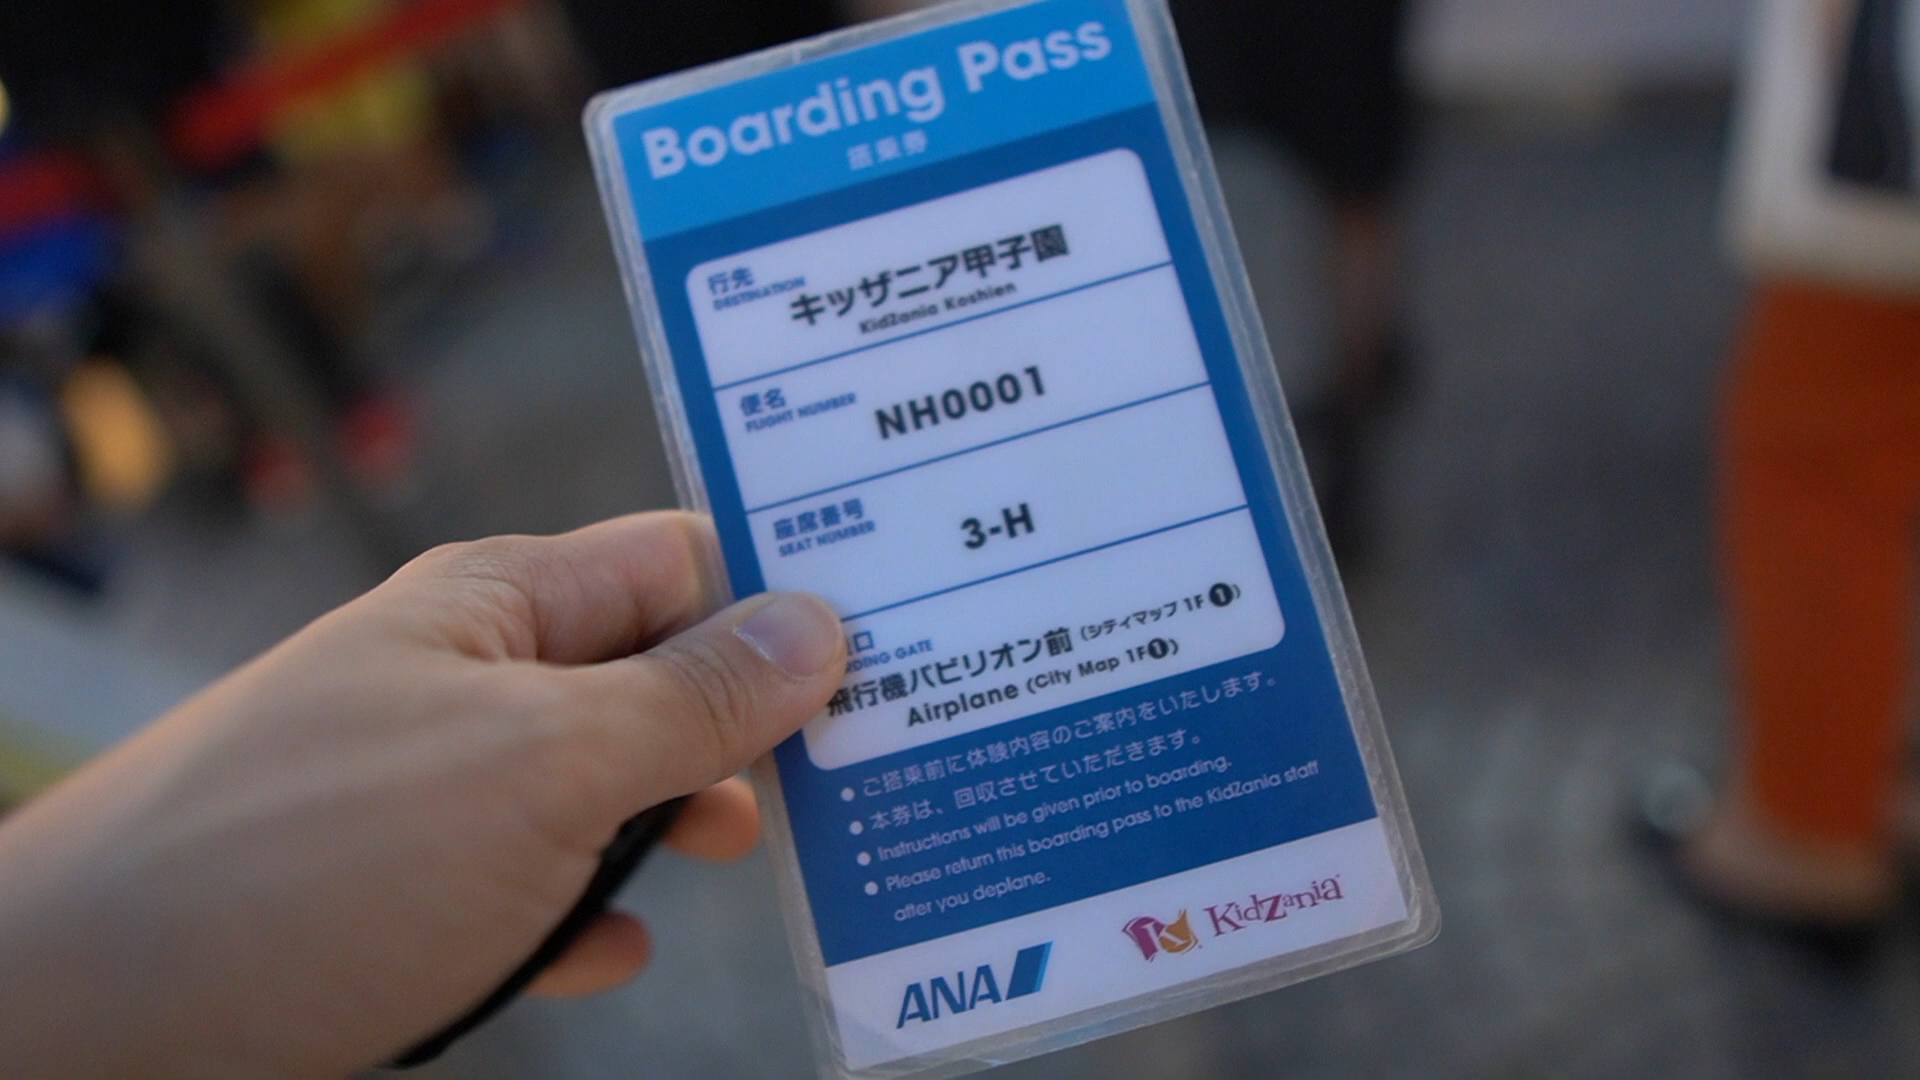 Boarding Pass
搭乗券
行先
DESTINATION
キッザニア甲子園
KidZania Koshien
便名
FLIGHT NUMBER
NH0001
座席番号
SEAT NUMBER
3-H
口
GATE
飛行機パビリオン前 (シティマップ 1F ❶)
Airplane (City Map 1F❶)
● ご搭乗前に体験内容のご案内をいたします。
● 本券は、回収させていただきます。
● Instructions will be given prior to boarding.
● Please return this boarding pass to the KidZania staff
after you deplane.
ANA
KidZania